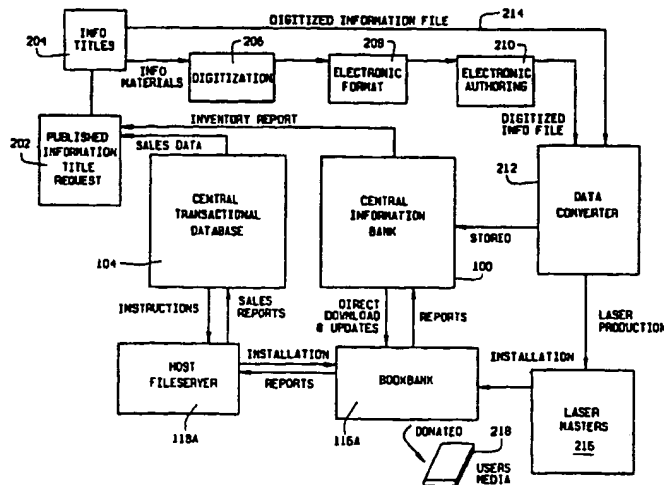 DIGITIZED INFORMATION FILE
214
204
INFO
TITLES
206
208
210
INFO
MATERIALS
DIGITIZATION
ELECTRONIC
FORMAT
ELECTRONIC
AUTHORING
INVENTORY REPORT
DIGITIZED
INFO FILE
202
PUBLISHED
INFORMATION
TITLE
REQUEST
SALES DATA
212
CENTRAL
TRANSACTIONAL
DATABASE
CENTRAL
INFORMATION
BANK
DATA
CONVERTER
STORED
104
100
INSTRUCTIONS
SALES
REPORTS
DIRECT
DOWNLOAD
& UPDATES
REPORTS
LASER
PRODUCTION
HOST
FILESERVER
INSTALLATION
REPORTS
BOOKBANK
INSTALLATION
LASER
MASTERS
216
118A
116A
DONATED
218
USERS
MEDIA